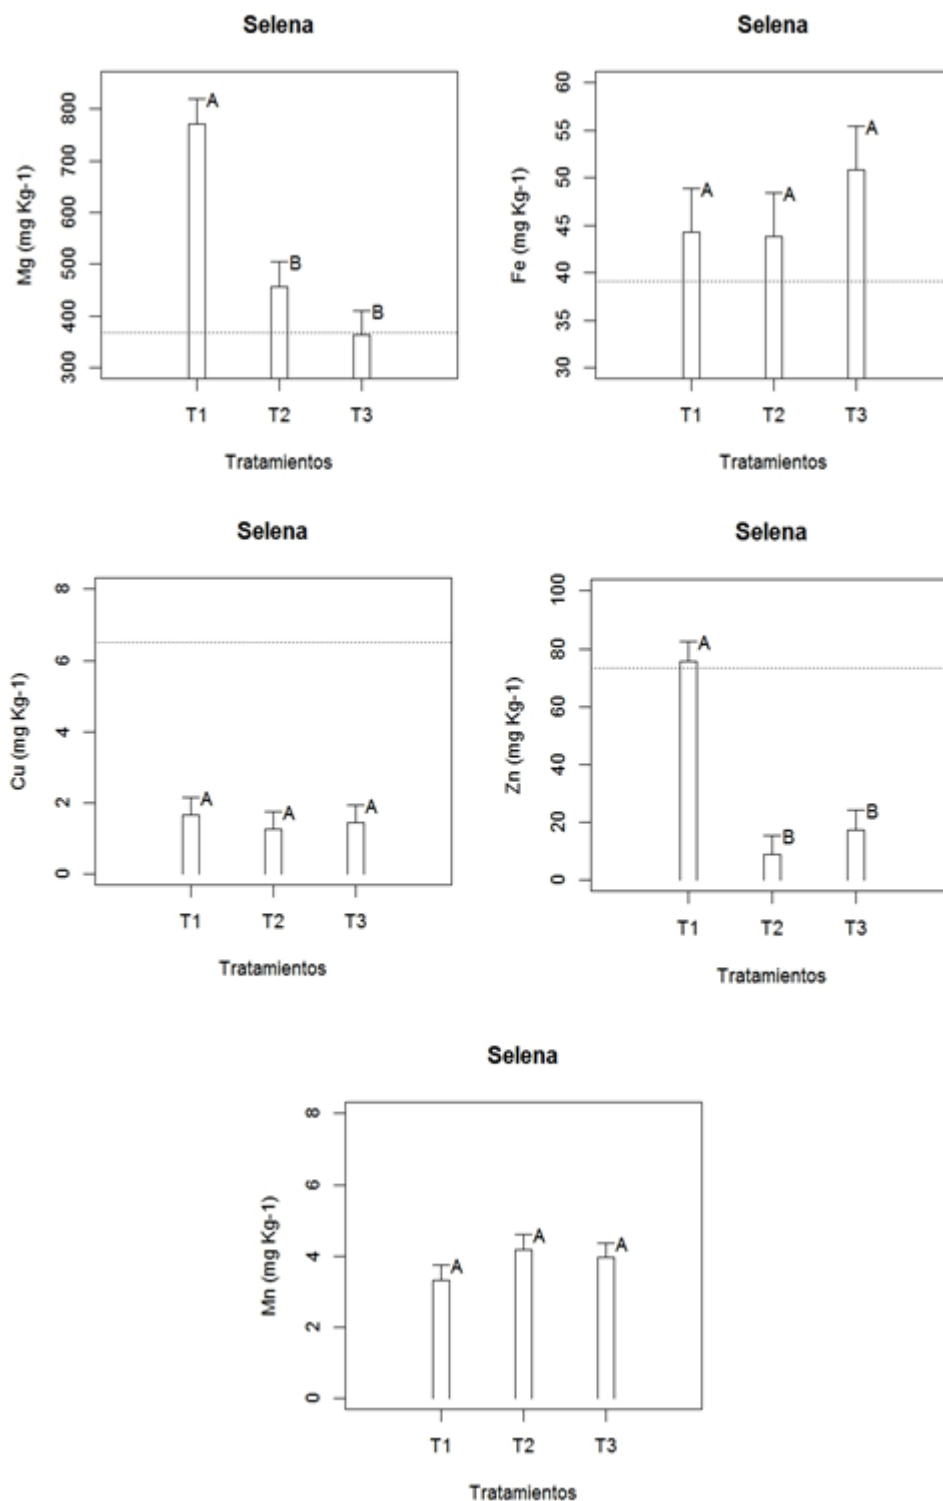 Selena
Mg (mg Kg-1)
800
700
600
500
400
300
A
B
B
T1 T2 T3
Tratamientos
Selena
Fe (mg Kg-1)
60
55
50
45
40
35
30
A
A
A
T1 T2 T3
Tratamientos
Selena
Cu (mg Kg-1)
8
6
4
2
0
A
A
A
T1 T2 T3
Tratamientos
Selena
Zn (mg Kg-1)
100
80
60
40
20
0
A
B
B
T1 T2 T3
Tratamientos
Selena
Mn (mg Kg-1)
8
6
4
2
0
A
A
A
T1 T2 T3
Tratamientos